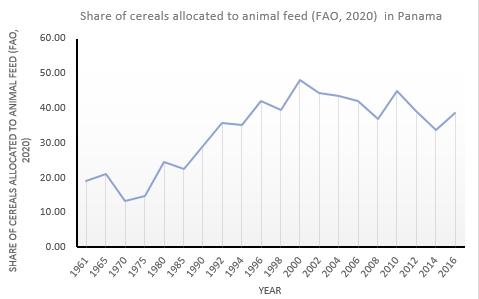 Share of cereals allocated to animal feed (FAO, 2020)  in Panama
SHARE OF CEREALS ALLOCATED TO ANIMAL FEED (FAO,
2020)
60.00
50.00
40.00
30.00
20.00
10.00
0.00
1961 1965 1970 1975 1980 1985 1990 1992 1994 1996 1998 2000 2002 2004 2006 2008 2010 2012 2014 2016
YEAR